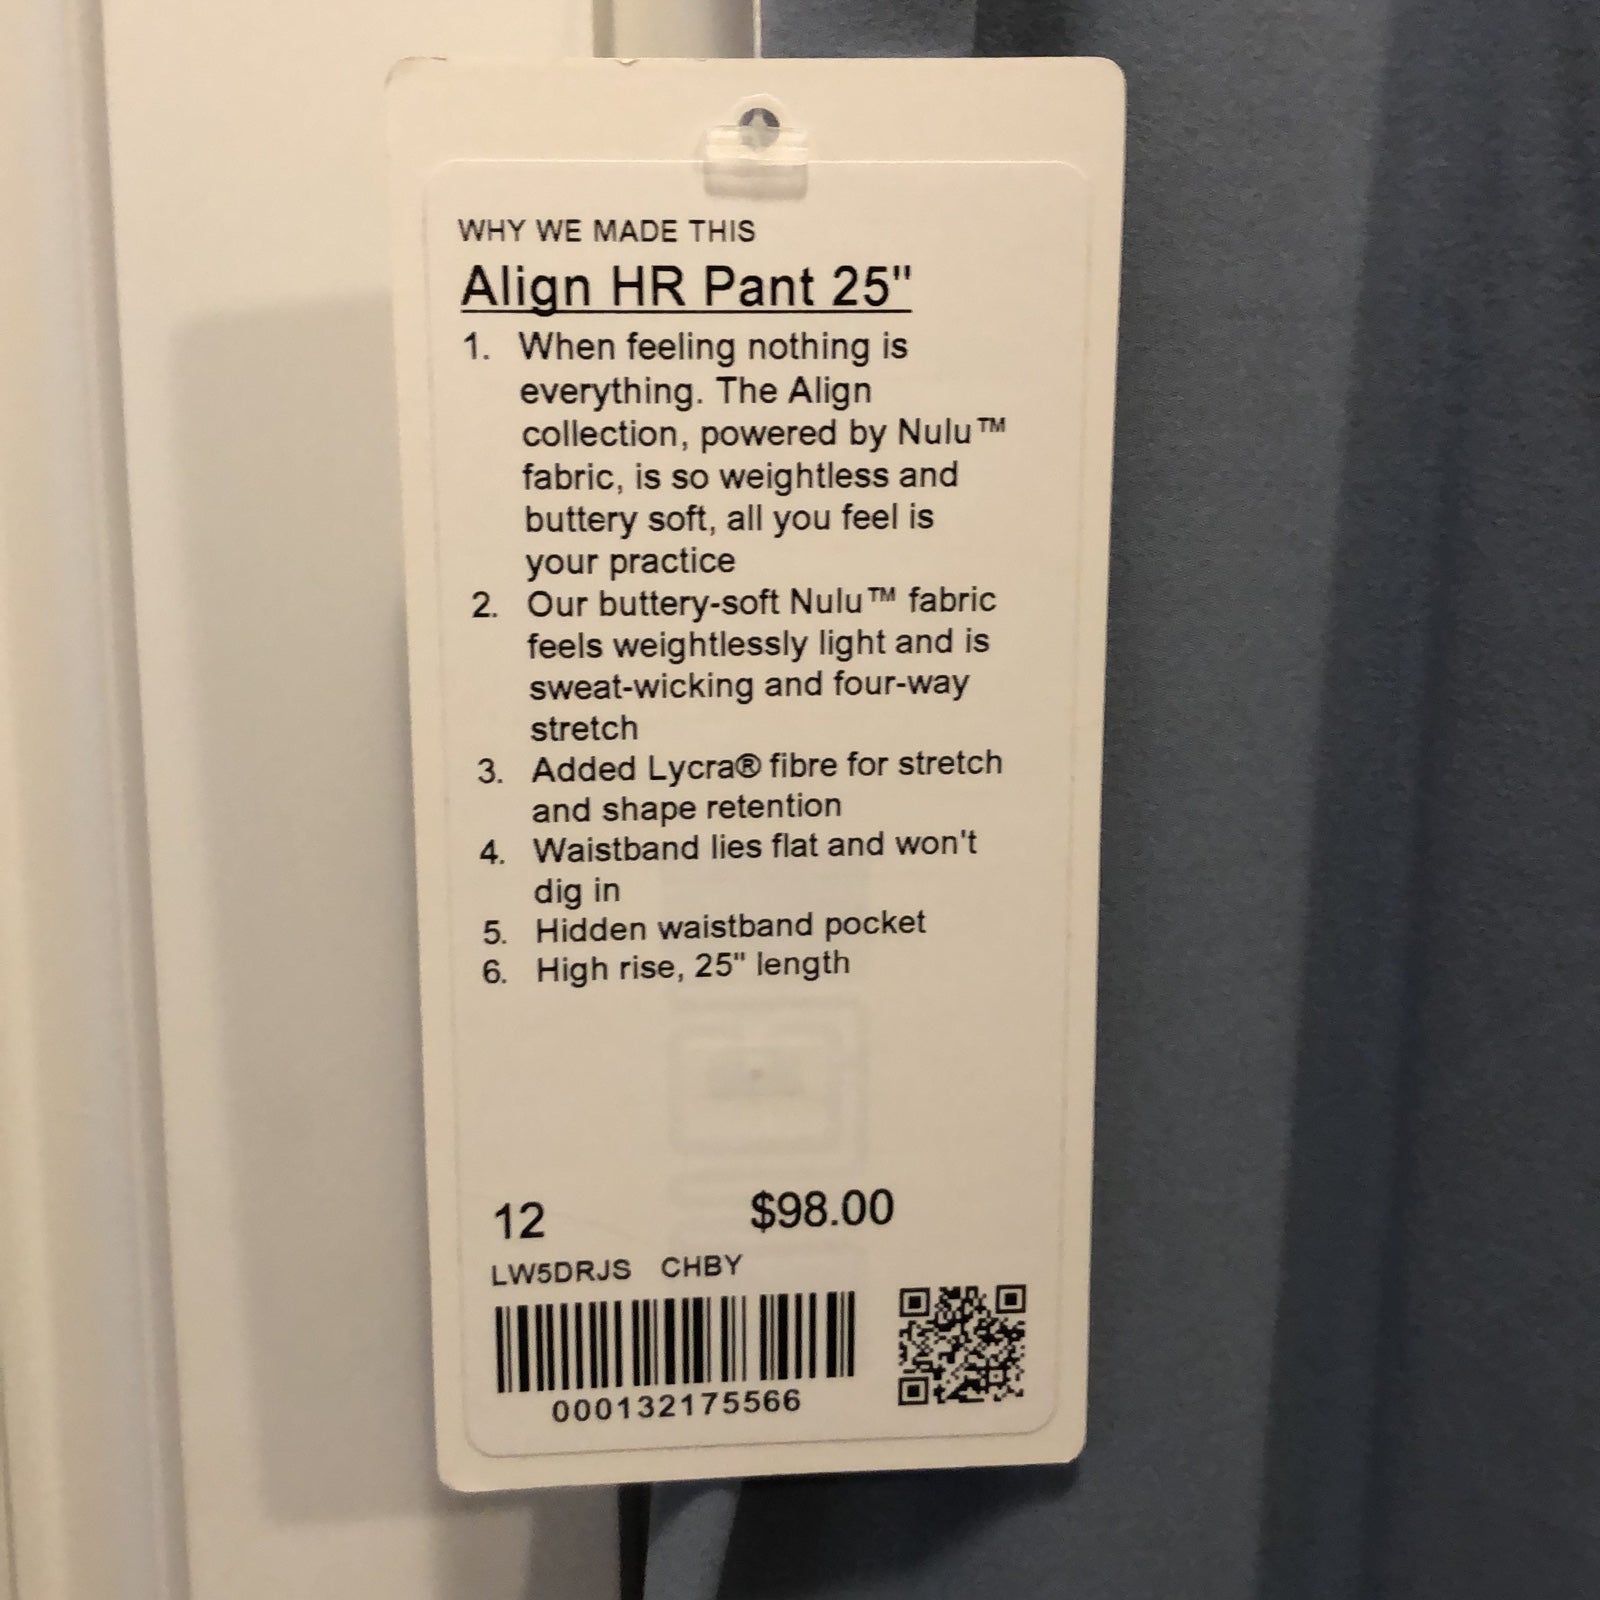 WHY WE MADE THIS
Align HR Pant 25"
1. When feeling nothing is
everything. The Align
collection, powered by Nulu™
fabric, is so weightless and
buttery soft, all you feel is
your practice
2. Our buttery-soft Nulu™ fabric
feels weightlessly light and is
sweat-wicking and four-way
stretch
3. Added Lycra® fibre for stretch
and shape retention
4. Waistband lies flat and won't
dig in
5. Hidden waistband pocket
6. High rise, 25" length
12 $98.00
LW5DRJS CHBY
000132175566